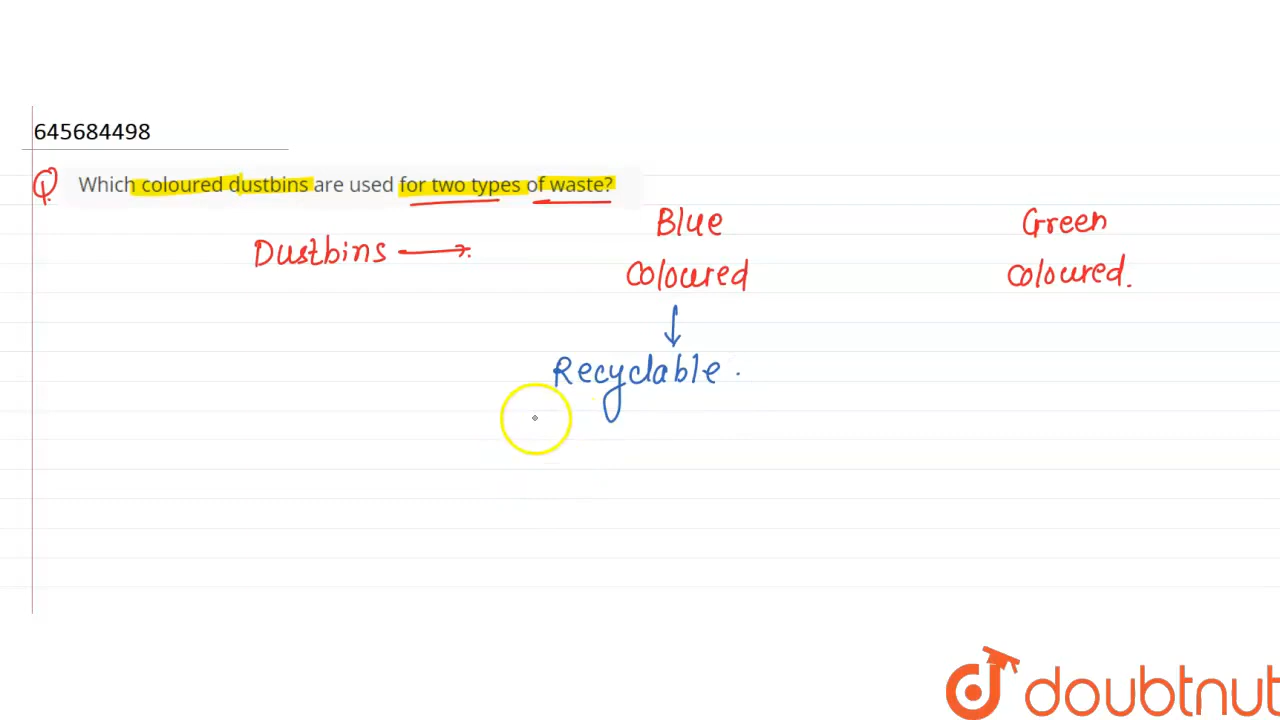 645684498
Q. Which coloured dustbins are used for two types of waste?
Dustbins → Blue Green
Coloured Coloured.
↓
Recyclable.
doubtnut